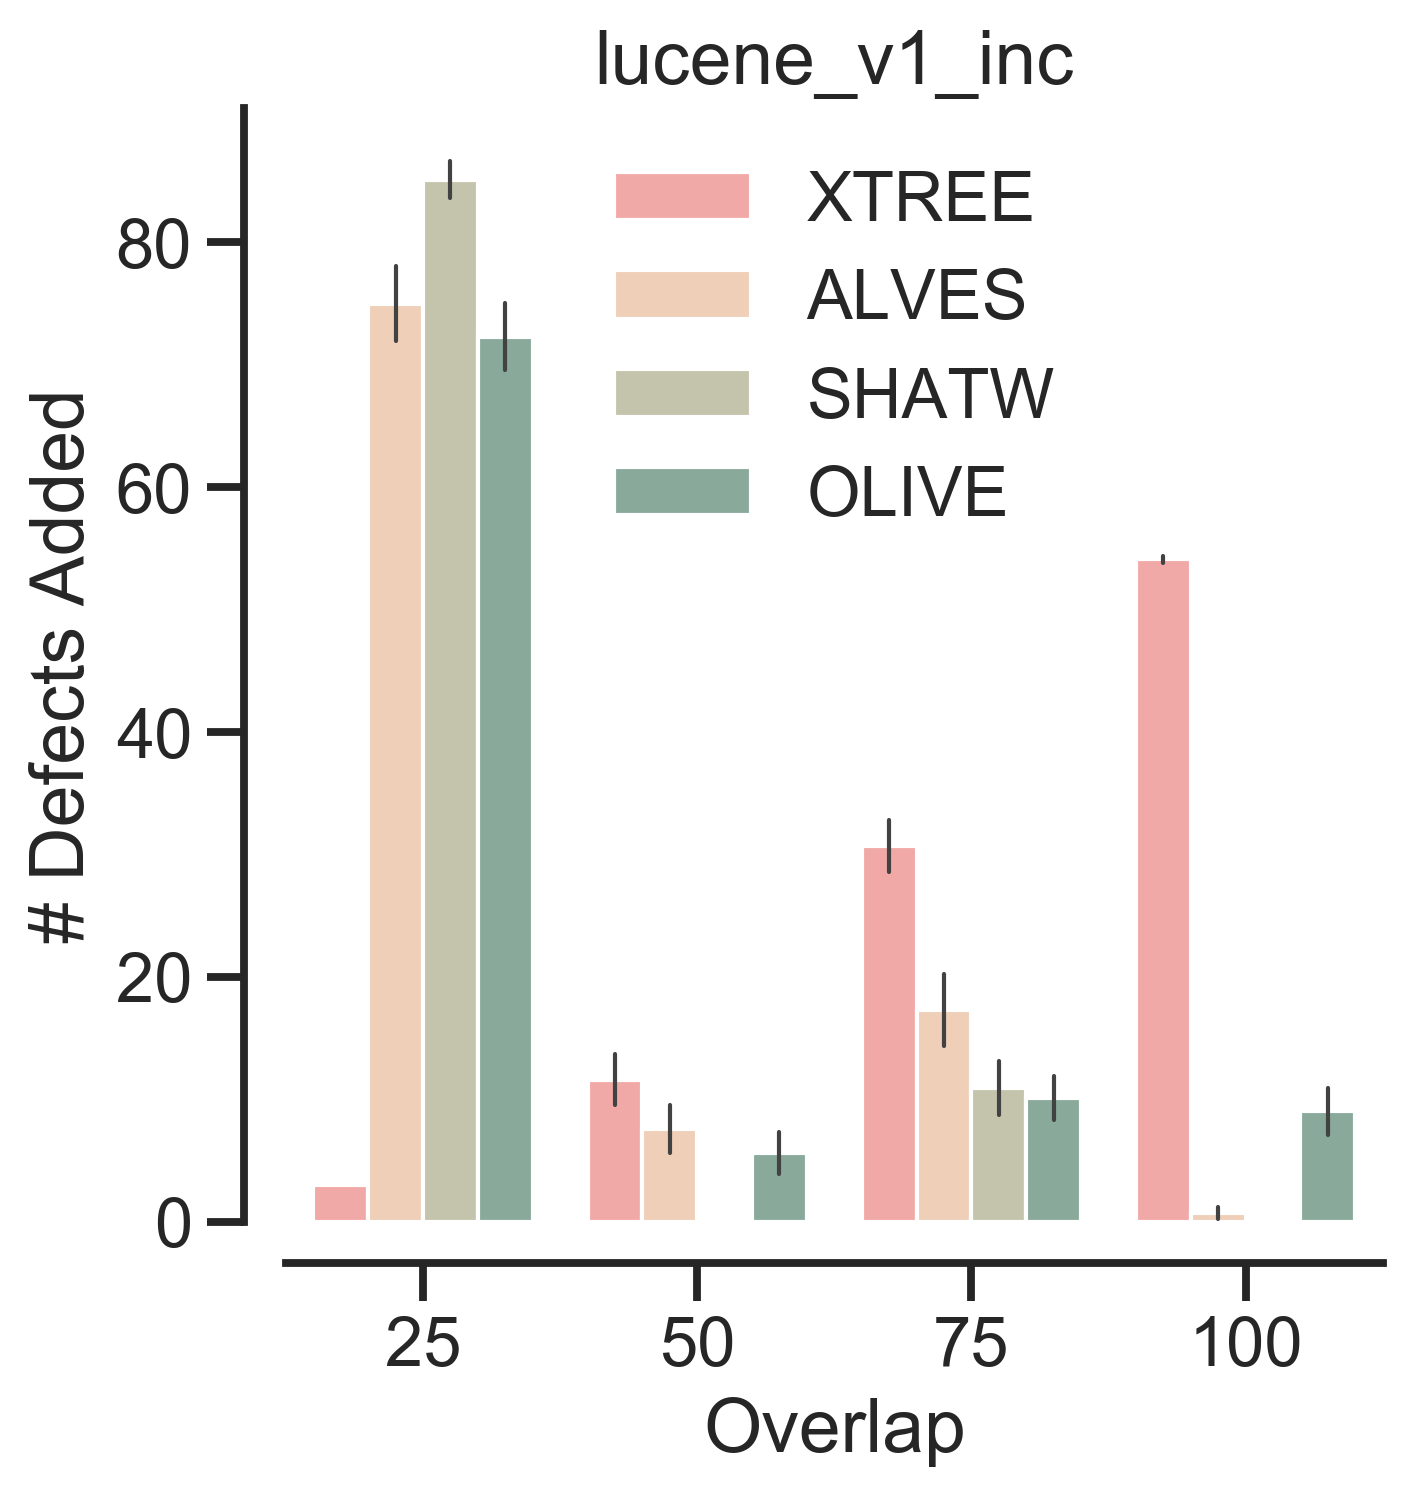 lucene_v1_inc
XTREE
ALVES
SHATW
OLIVE
# Defects Added
80
60
40
20
0
25 50 75 100
Overlap